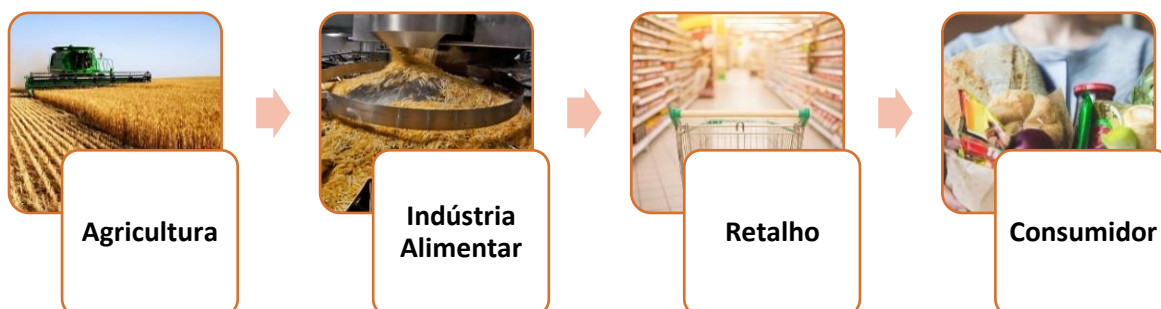 Agricultura
Indústria
Alimentar
Retalho
Consumidor